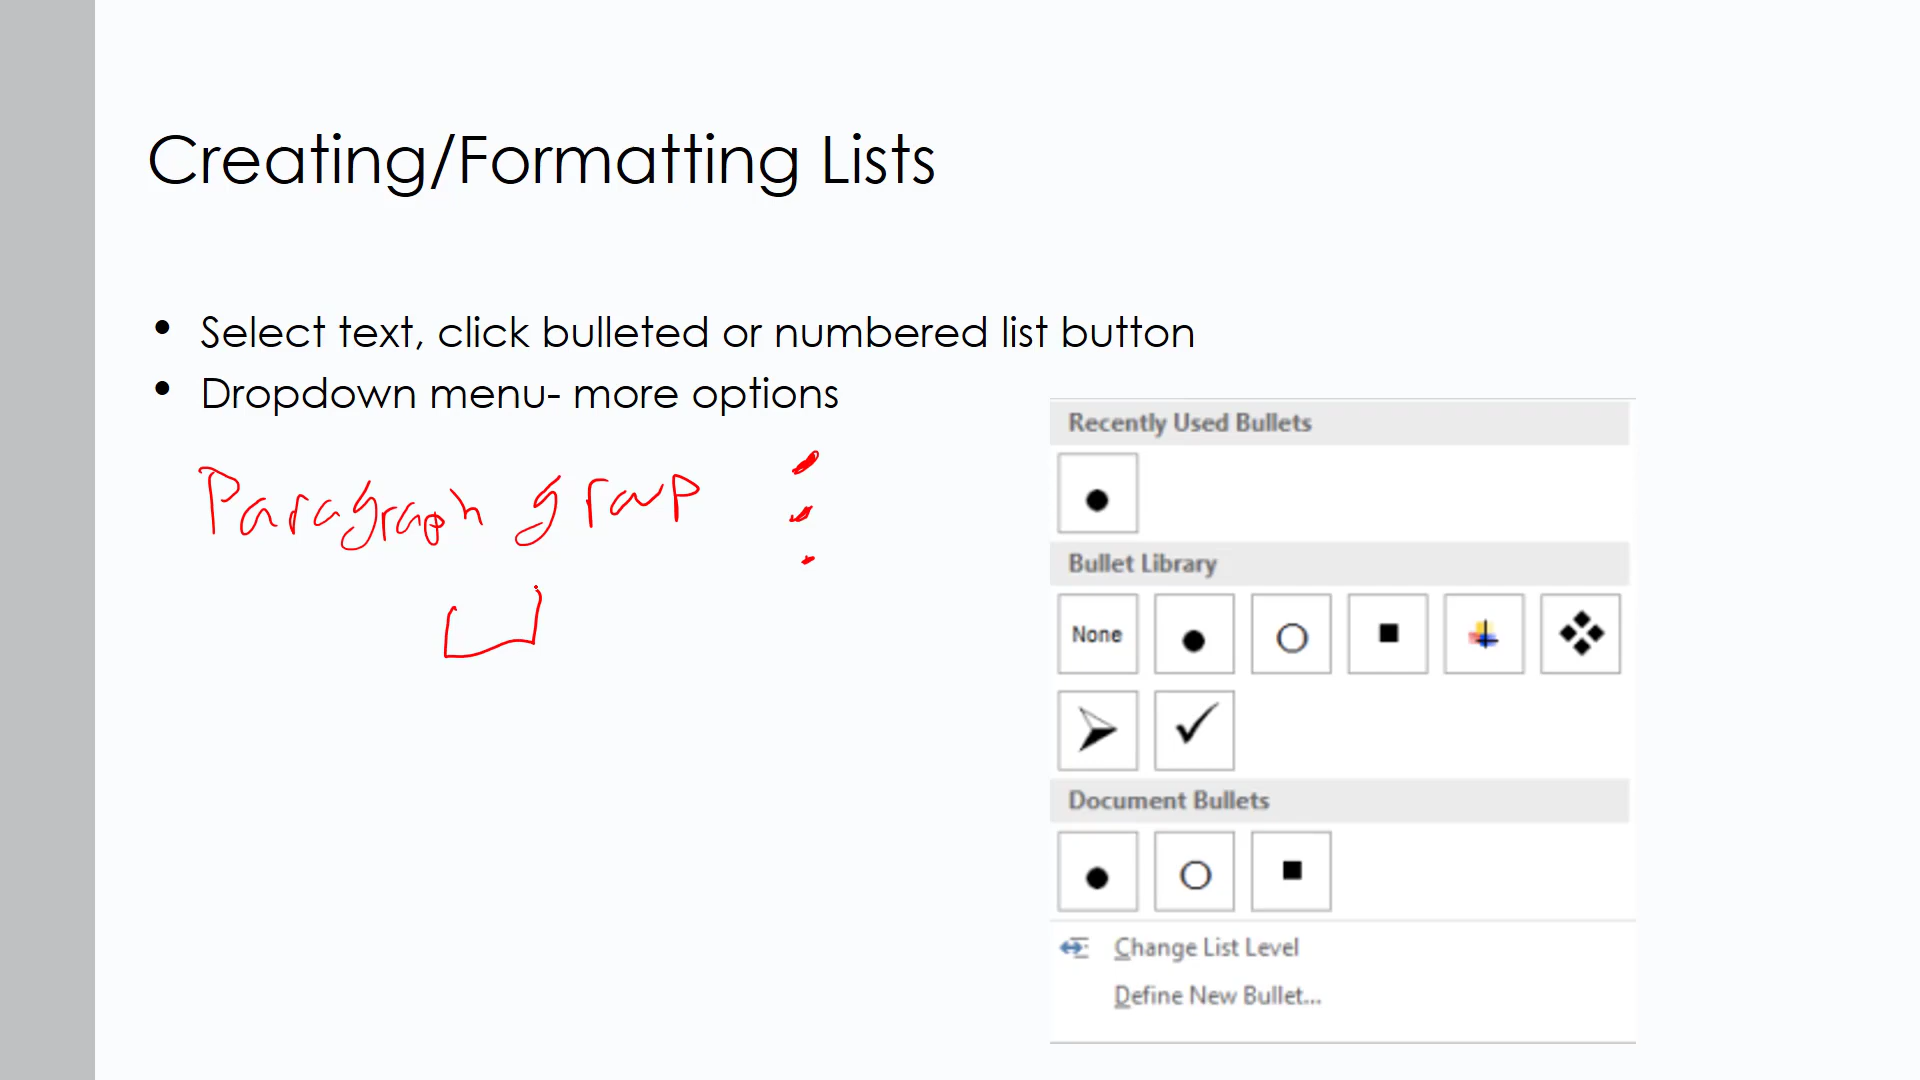 Creating/Formatting Lists
• Select text, click bulleted or numbered list button
• Dropdown menu- more options
Paragraph group
Recently Used Bullets
Bullet Library
None
Document Bullets
Change List Level
Define New Bullet...